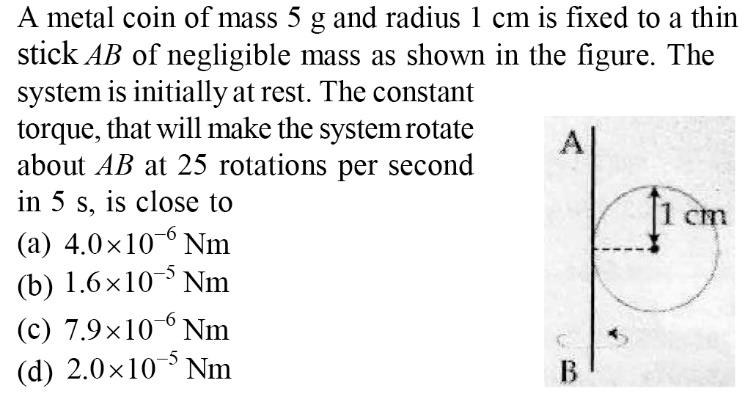 A metal coin of mass 5 g and radius 1 cm is fixed to a thin
stick AB of negligible mass as shown in the figure. The
system is initially at rest. The constant
torque, that will make the system rotate
about AB at 25 rotations per second
in 5 s, is close to
(a) 4.0×10⁻⁶ Nm
(b) 1.6×10⁻⁵ Nm
(c) 7.9×10⁻⁶ Nm
(d) 2.0×10⁻⁵ Nm
A
1 cm
B